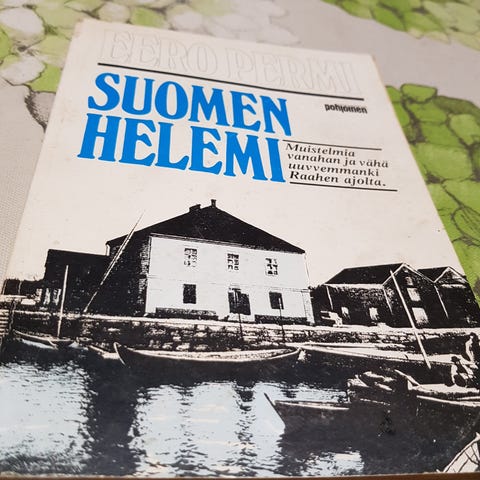 EERO PERMI
SUOMEN
HELEMI
pohjoinen
Muistelmia
vanahan ja vähä
uuvvemmanki
Raahen ajolta.